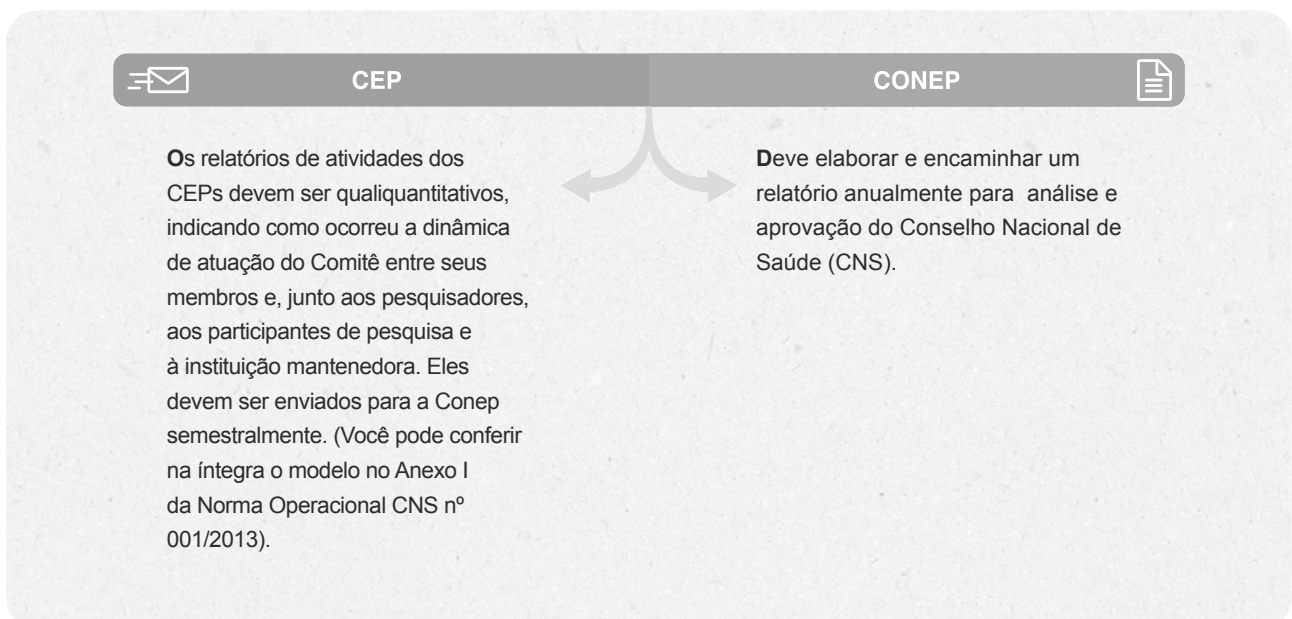 CEP
CONEP
Os relatórios de atividades dos
CEPs devem ser qualiquantitativos,
indicando como ocorreu a dinâmica
de atuação do Comitê entre seus
membros e, junto aos pesquisadores,
aos participantes de pesquisa e
à instituição mantenedora. Eles
devem ser enviados para a Conep
semestralmente. (Você pode conferir
na íntegra o modelo no Anexo I
da Norma Operacional CNS nº
001/2013).
Deve elaborar e encaminhar um
relatório anualmente para análise e
aprovação do Conselho Nacional de
Saúde (CNS).